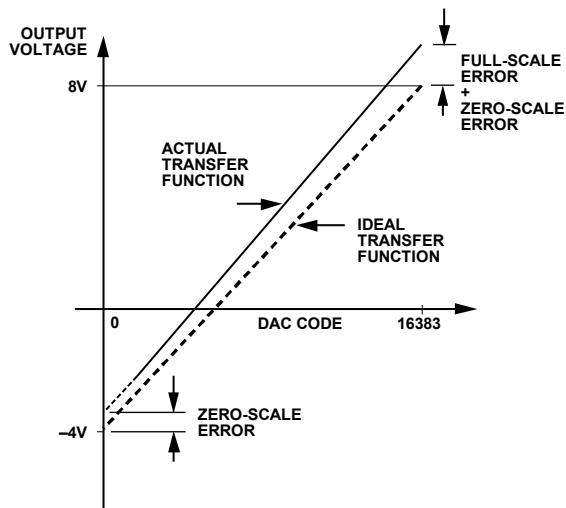 OUTPUT
VOLTAGE
8V
FULL-SCALE
ERROR
+
ZERO-SCALE
ERROR
ACTUAL
TRANSFER
FUNCTION
IDEAL
TRANSFER
FUNCTION
0
DAC CODE
16383
ZERO-SCALE
ERROR
–4V